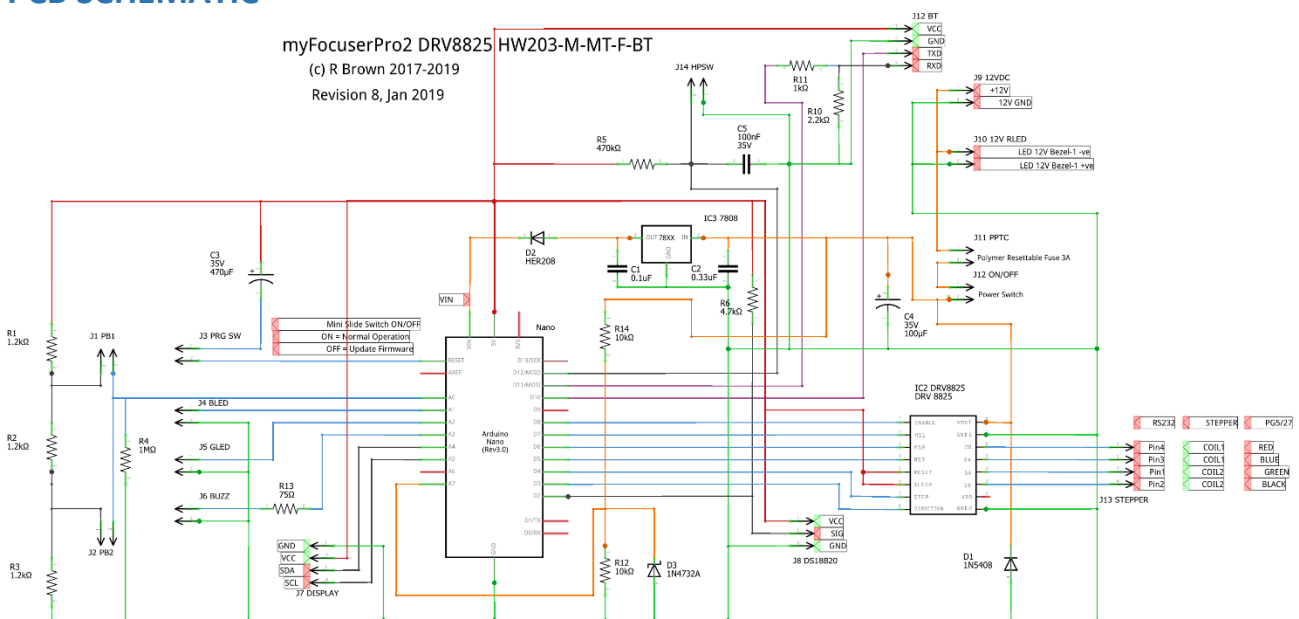 PCB SCHEMATIC
myFocuserPro2 DRV8825 HW203-M-MT-F-BT
(c) R Brown 2017-2019
Revision 8, Jan 2019
J12 BT
VCC
GND
TXD
RXD
J14 HPSW
R11
1kΩ
R10
2.2kΩ
J9 12VDC
+12V
12V GND
R5
470kΩ
C5
100nF
35V
J10 12V RLED
LED 12V Bezel-1 -ve
LED 12V Bezel-1 +ve
IC3 7808
OUT 78XX IN
GND
D2
HER208
C1
0.1uF
C2
0.33uF
J11 PPTC
Polymer Resettable Fuse 3A
J12 ON/OFF
Power Switch
C3
35V
470µF
VIN
R6
4.7kΩ
C4
35V
100µF
R1
1.2kΩ
J1 PB1
J3 PRG SW
Mini Slide Switch ON/OFF
ON = Normal Operation
OFF = Update Firmware
Nano
R14
10kΩ
VIN
5V
3V3
RESET
AREF
A0
A1
A2
A3
A4
A5
A6
A7
D13/SCK
D12/MISO
D11/MOSI
D10
D9
D8
D7
D6
D5
D4
D3
D2
D1/TX
D0/RX
GND
Arduino
Nano
(Rev3.0)
J4 BLED
J5 GLED
J6 BUZZ
R13
75Ω
R2
1.2kΩ
R4
1MΩ
J2 PB2
R3
1.2kΩ
GND
VCC
SDA
SCL
J7 DISPLAY
R12
10kΩ
D3
1N4732A
VCC
SIG
GND
J8 DS18B20
IC2 DRV8825
DRV 8825
ENABLE
RESET
SLEEP
STEP
DIRECTION
VDD
D1
1N5408
RS232 STEPPER PG5/27
Pin4 COIL1 RED
Pin3 COIL1 BLUE
Pin1 COIL2 GREEN
Pin2 COIL2 BLACK
J13 STEPPER